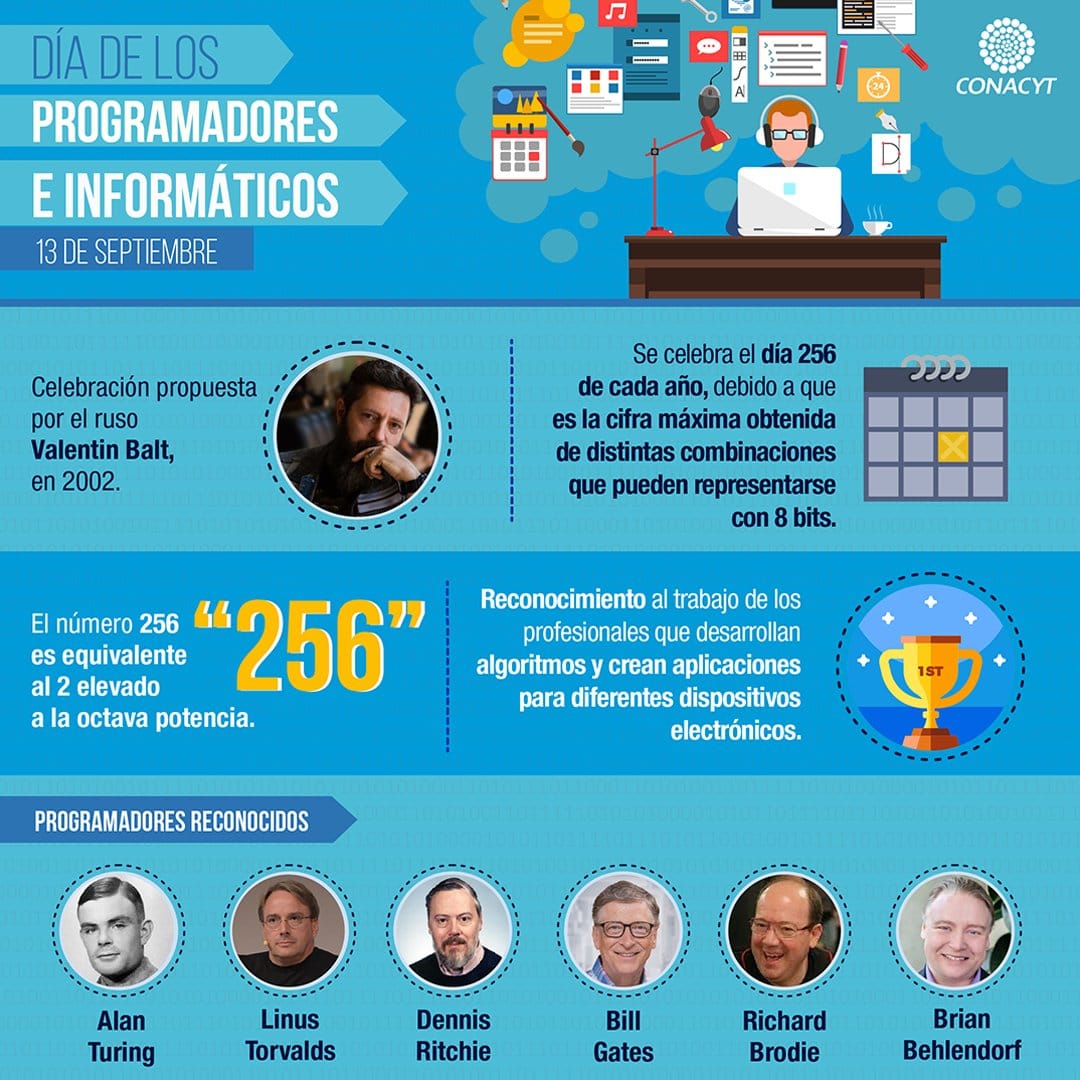 DÍA DE LOS
PROGRAMADORES
E INFORMÁTICOS
13 DE SEPTIEMBRE
CONACYT
24
A
D
Celebración propuesta
por el ruso
Valentin Balt,
en 2002.
Se celebra el día 256
de cada año, debido a que
es la cifra máxima obtenida
de distintas combinaciones
que pueden representarse
con 8 bits.
El número 256
es equivalente
al 2 elevado
a la octava potencia.
“256”
Reconocimiento al trabajo de los
profesionales que desarrollan
algoritmos y crean aplicaciones
para diferentes dispositivos
electrónicos.
1ST
PROGRAMADORES RECONOCIDOS
Alan
Turing
Linus
Torvalds
Dennis
Ritchie
Bill
Gates
Richard
Brodie
Brian
Behlendorf